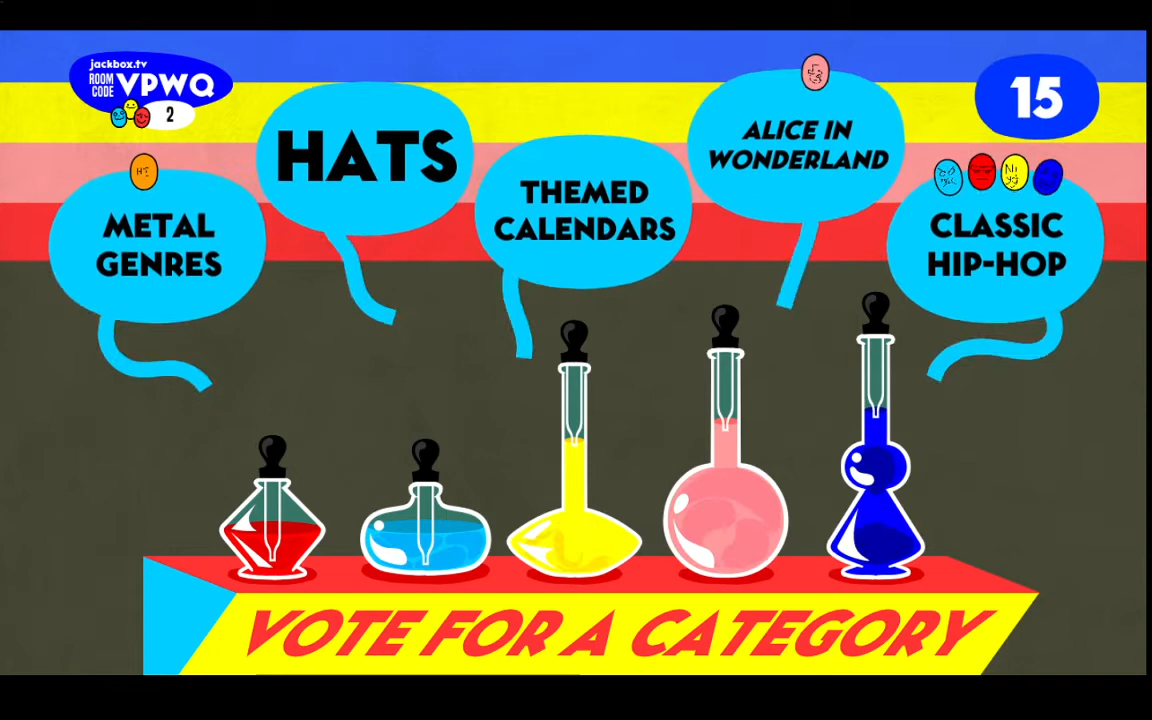 jackbox.tv
ROOM
CODE
VPWQ
2
15
HATS
ALICE IN
WONDERLAND
THEMED
CALENDARS
METAL
GENRES
CLASSIC
HIP-HOP
VOTE FOR A CATEGORY